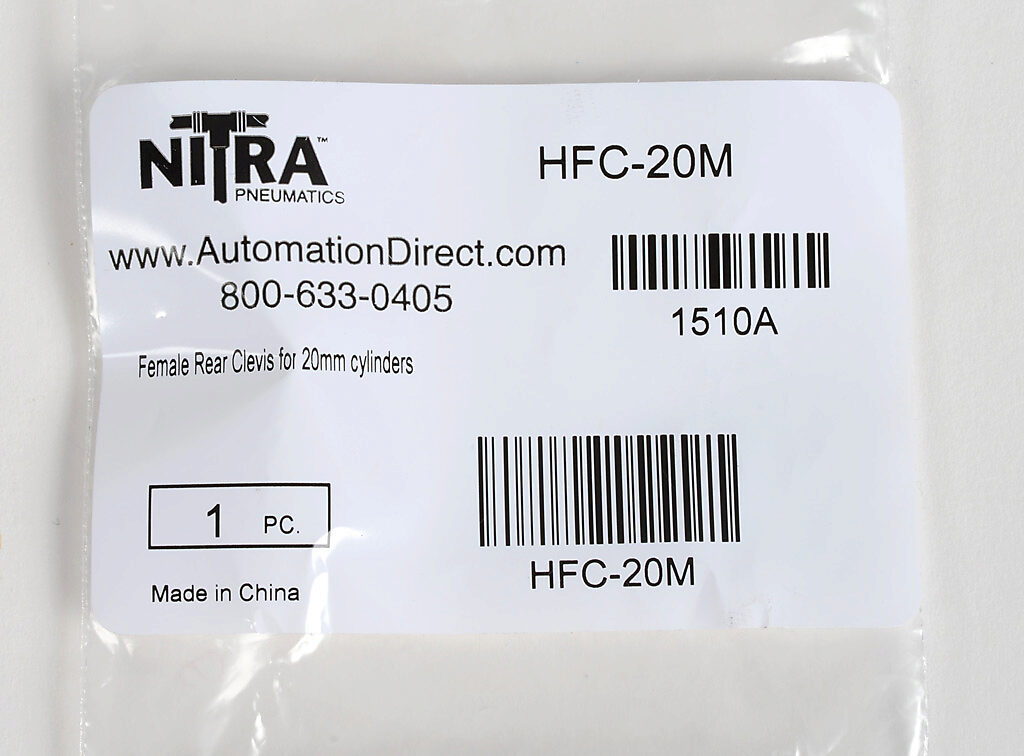 NITRA™
PNEUMATICS
HFC-20M
www.AutomationDirect.com
800-633-0405
1510A
Female Rear Clevis for 20mm cylinders
1 PC.
HFC-20M
Made in China